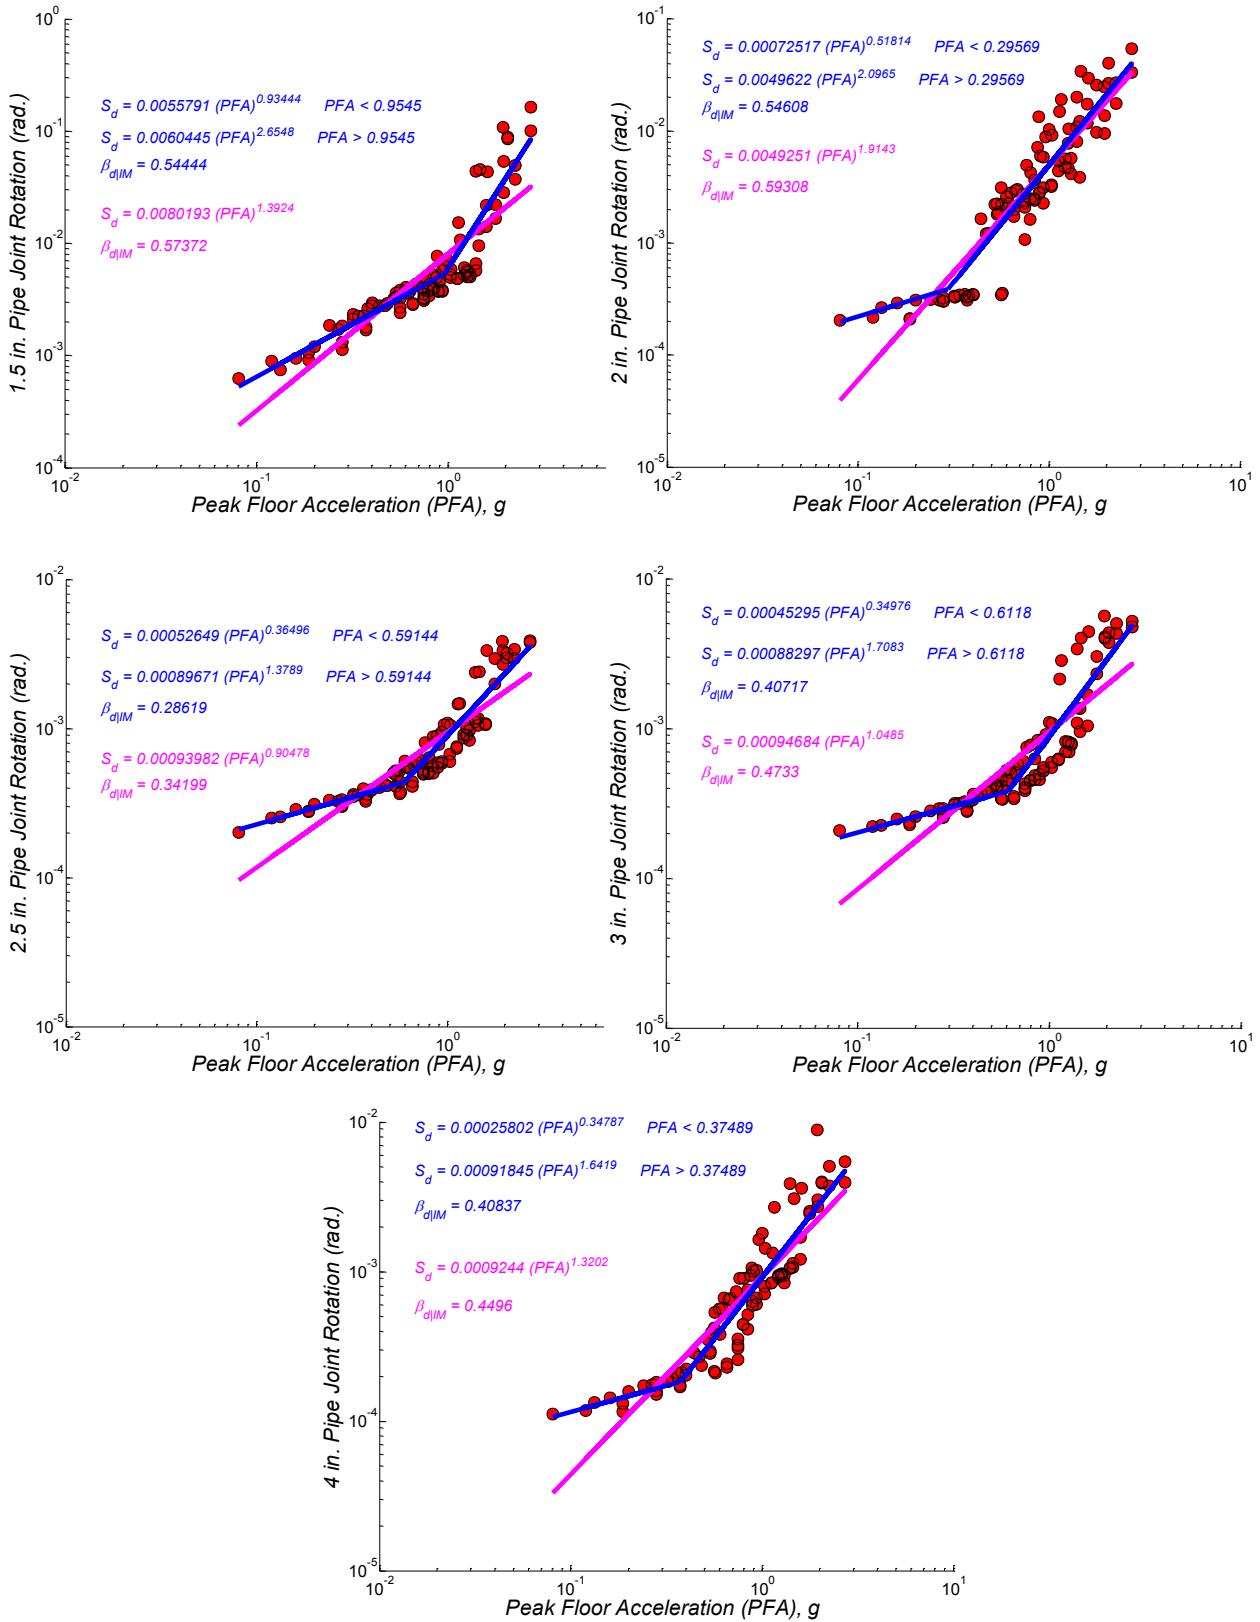 1.5 in. Pipe Joint Rotation (rad.)
10^0
10^-1
10^-2
10^-3
10^-4
S_d = 0.0055791 (PFA)^0.93444 PFA < 0.9545
S_d = 0.0060445 (PFA)^2.6548 PFA > 0.9545
β_d|IM = 0.54444
S_d = 0.0080193 (PFA)^1.3924
β_d|IM = 0.57372
10^-2 10^-1 10^0
Peak Floor Acceleration (PFA), g
2 in. Pipe Joint Rotation (rad.)
10^-1
10^-2
10^-3
10^-4
10^-5
S_d = 0.00072517 (PFA)^0.51814 PFA < 0.29569
S_d = 0.0049622 (PFA)^2.0965 PFA > 0.29569
β_d|IM = 0.54608
S_d = 0.0049251 (PFA)^1.9143
β_d|IM = 0.59308
10^-2 10^-1 10^0 10^1
Peak Floor Acceleration (PFA), g
2.5 in. Pipe Joint Rotation (rad.)
10^-2
10^-3
10^-4
10^-5
S_d = 0.00052649 (PFA)^0.36496 PFA < 0.59144
S_d = 0.00089671 (PFA)^1.3789 PFA > 0.59144
β_d|IM = 0.28619
S_d = 0.00093982 (PFA)^0.90478
β_d|IM = 0.34199
10^-2 10^-1 10^0
Peak Floor Acceleration (PFA), g
3 in. Pipe Joint Rotation (rad.)
10^-2
10^-3
10^-4
10^-5
S_d = 0.00045295 (PFA)^0.34976 PFA < 0.6118
S_d = 0.00088297 (PFA)^1.7083 PFA > 0.6118
β_d|IM = 0.40717
S_d = 0.00094684 (PFA)^1.0485
β_d|IM = 0.4733
10^-2 10^-1 10^0 10^1
Peak Floor Acceleration (PFA), g
4 in. Pipe Joint Rotation (rad.)
10^-2
10^-3
10^-4
10^-5
S_d = 0.00025802 (PFA)^0.34787 PFA < 0.37489
S_d = 0.00091845 (PFA)^1.6419 PFA > 0.37489
β_d|IM = 0.40837
S_d = 0.0009244 (PFA)^1.3202
β_d|IM = 0.4496
10^-2 10^-1 10^0 10^1
Peak Floor Acceleration (PFA), g